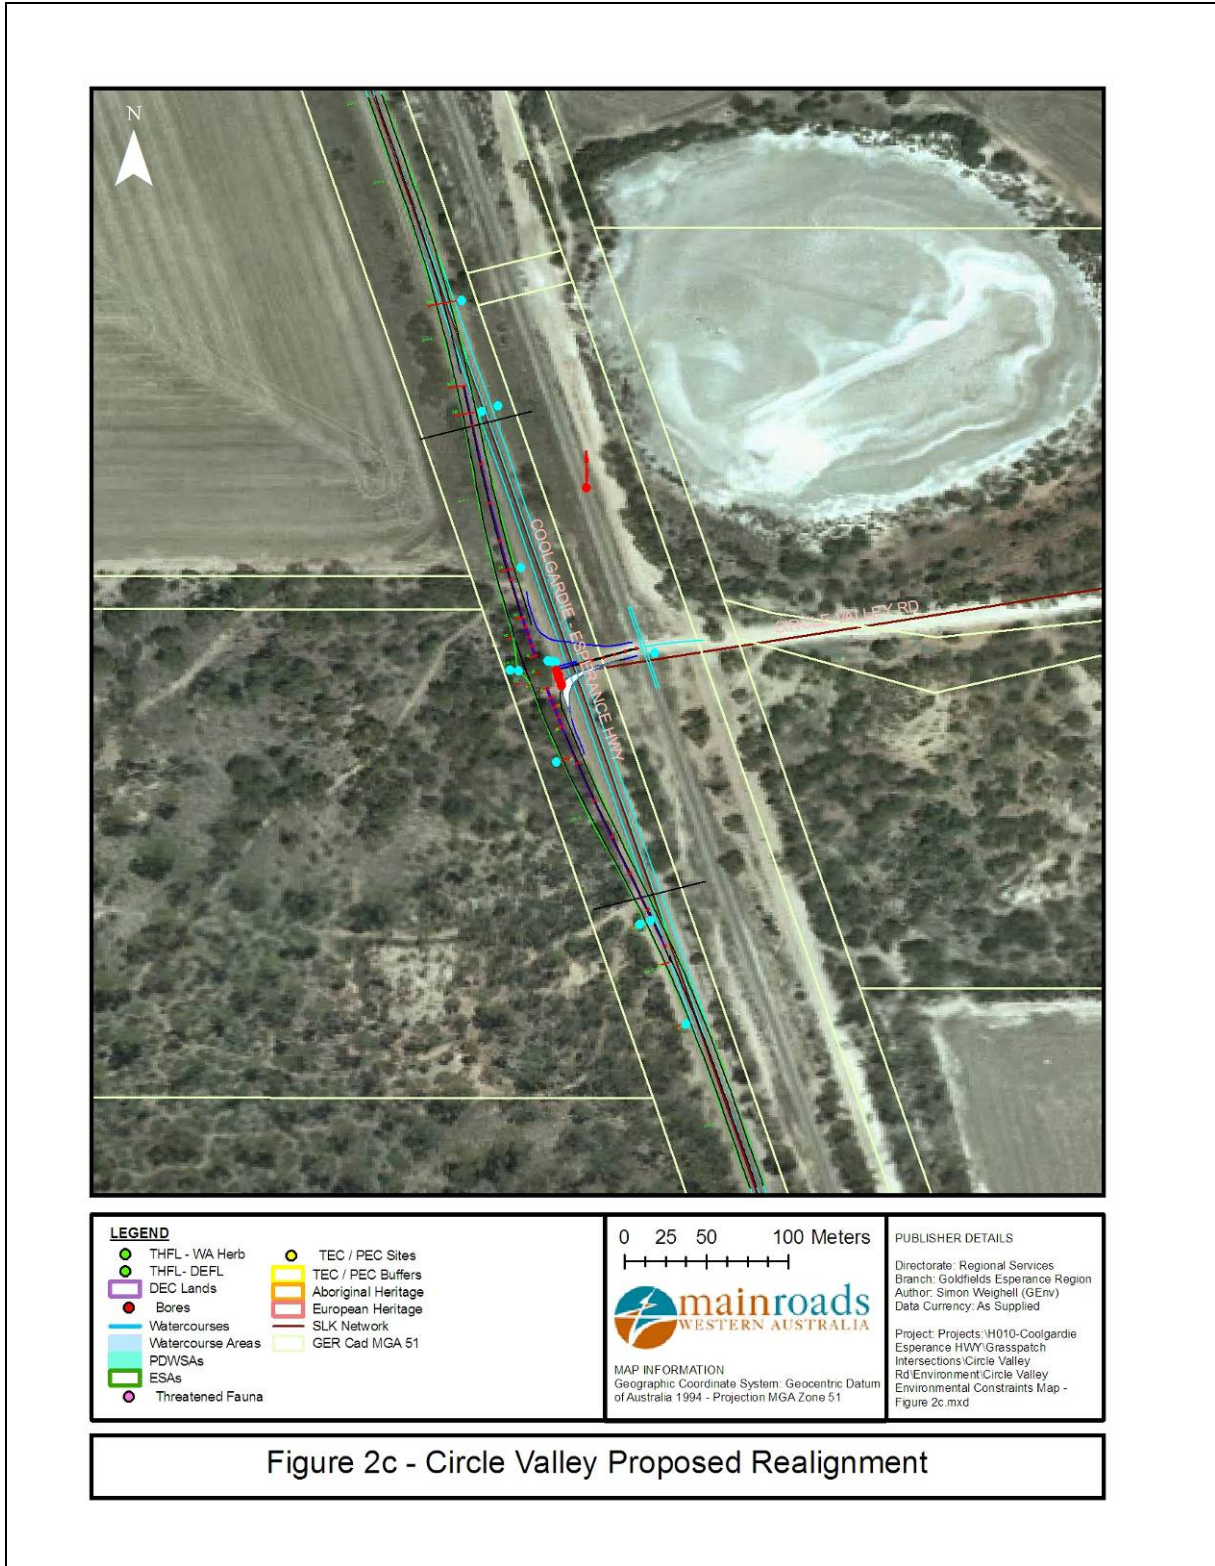 N
COOLGARDIE - ESPERANCE HWY
CIRCLE VALLEY RD
LEGEND
THFL - WA Herb
THFL- DEFL
DEC Lands
Bores
Watercourses
Watercourse Areas
PDWSAs
ESAs
Threatened Fauna
TEC / PEC Sites
TEC / PEC Buffers
Aboriginal Heritage
European Heritage
SLK Network
GER Cad MGA 51
0 25 50 100 Meters
mainroads
WESTERN AUSTRALIA
MAP INFORMATION
Geographic Coordinate System: Geocentric Datum
of Australia 1994 - Projection MGA Zone 51
PUBLISHER DETAILS
Directorate: Regional Services
Branch: Goldfields Esperance Region
Author: Simon Weighell (GEnv)
Data Currency: As Supplied
Project: Projects:\H010-Coolgardie
Esperance HWY\Grasspatch
Intersections\Circle Valley
Rd\Environment\Circle Valley
Environmental Constraints Map -
Figure 2c.mxd
Figure 2c - Circle Valley Proposed Realignment